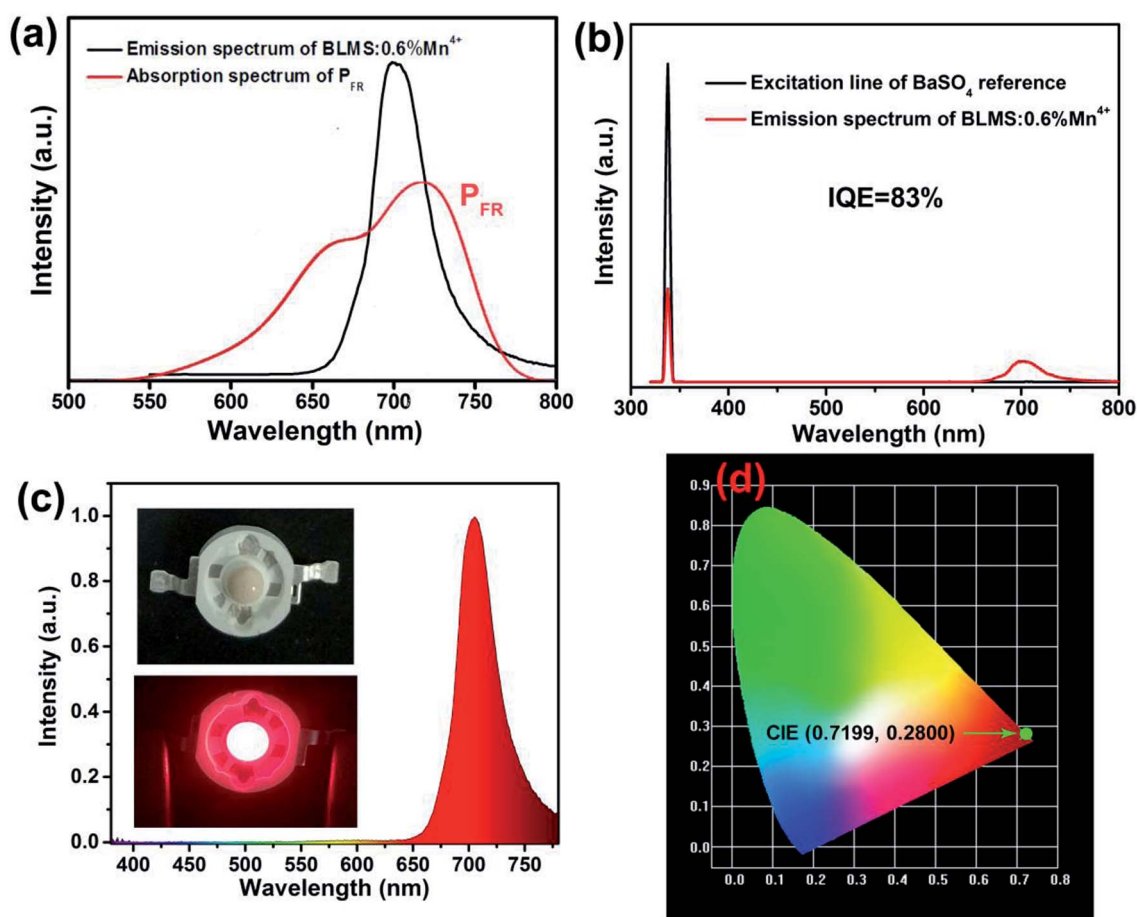 (a)
Emission spectrum of BLMS:0.6%Mn⁴⁺
Absorption spectrum of P_FR
P_FR
Intensity (a.u.)
500 550 600 650 700 750 800
Wavelength (nm)
(b)
Excitation line of BaSO₄ reference
Emission spectrum of BLMS:0.6%Mn⁴⁺
IQE=83%
Intensity (a.u.)
300 400 500 600 700 800
Wavelength (nm)
(c)
1.0
0.8
0.6
0.4
0.2
0.0
Intensity (a.u.)
400 450 500 550 600 650 700 750
Wavelength (nm)
(d)
0.9
0.8
0.7
0.6
0.5
0.4
0.3
0.2
0.1
0.0
CIE (0.7199, 0.2800)
0.0 0.1 0.2 0.3 0.4 0.5 0.6 0.7 0.8